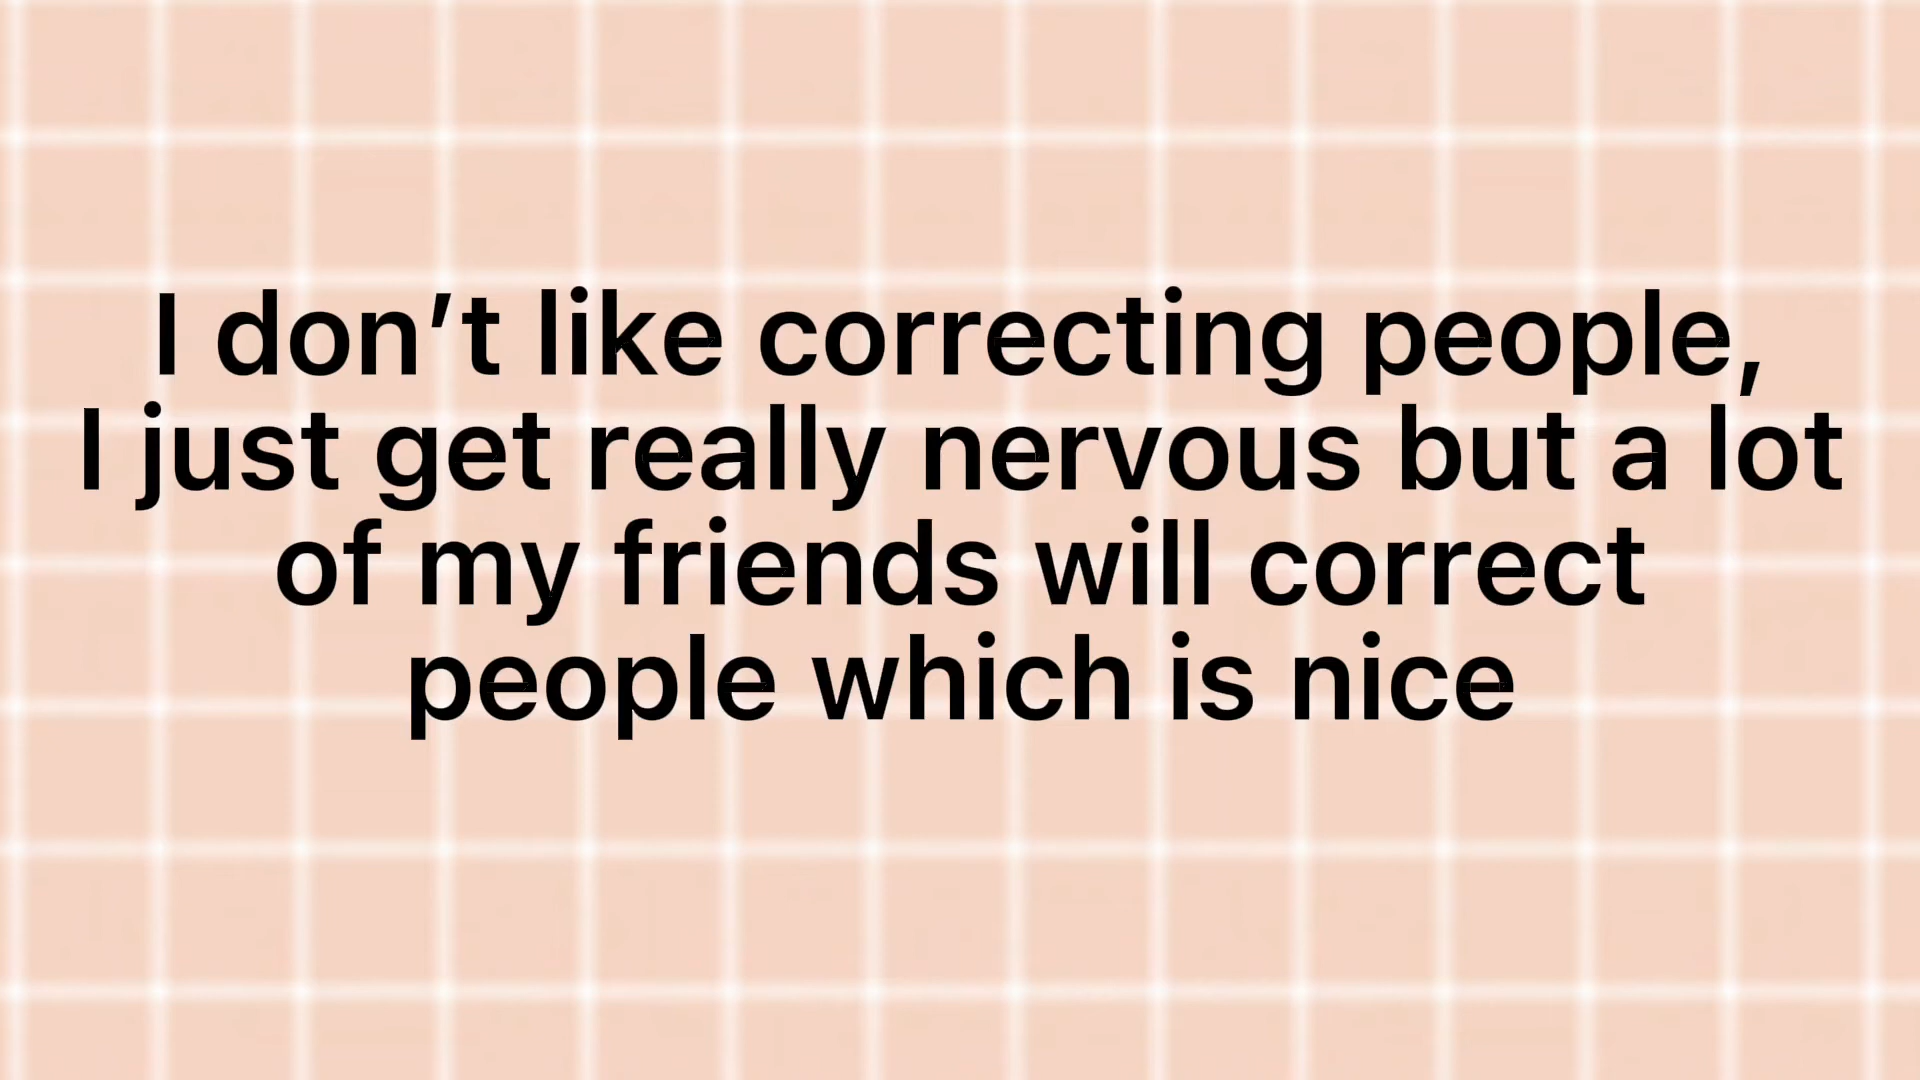 I don’t like correcting people,
I just get really nervous but a lot
of my friends will correct
people which is nice